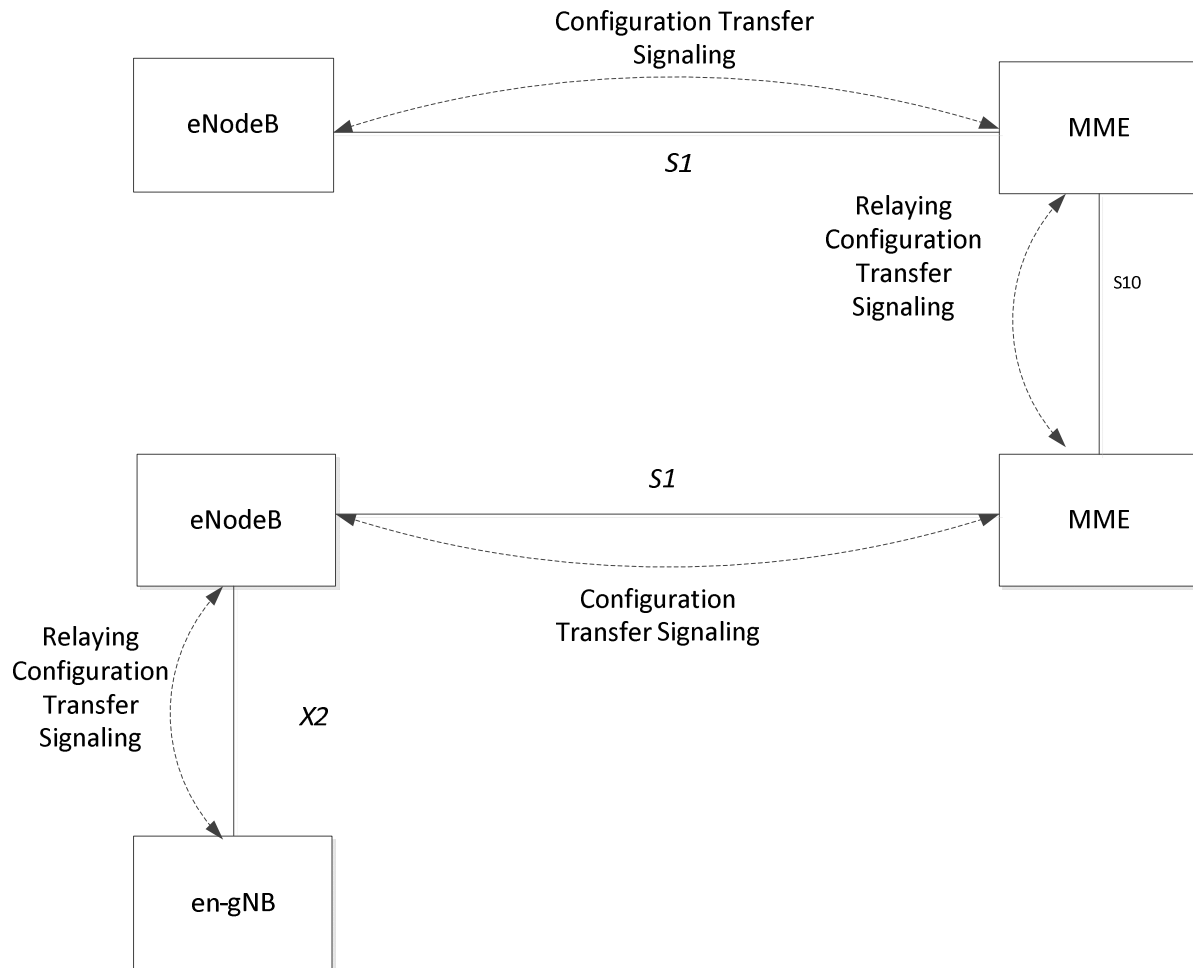 Configuration Transfer
Signaling
eNodeB
MME
S1
Relaying
Configuration
Transfer
Signaling
S10
S1
eNodeB
MME
Configuration
Transfer Signaling
Relaying
Configuration
Transfer
Signaling
X2
en-gNB